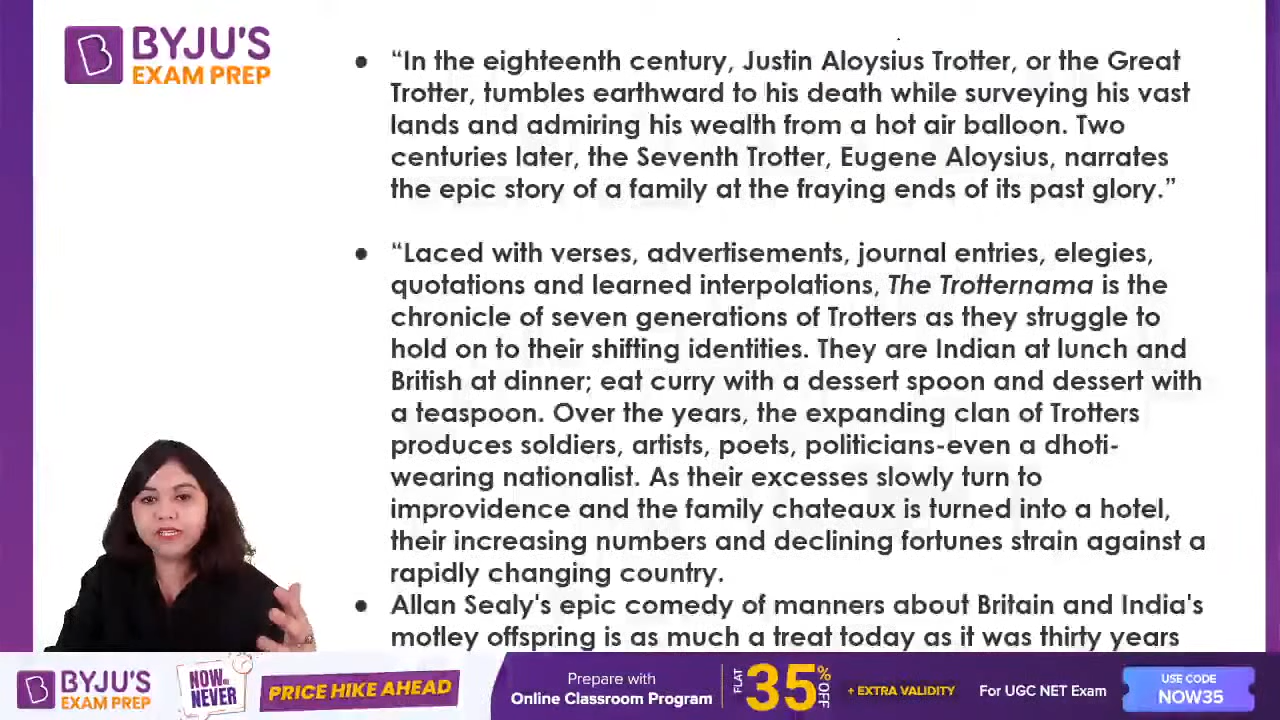 BYJU'S
EXAM PREP
• “In the eighteenth century, Justin Aloysius Trotter, or the Great
Trotter, tumbles earthward to his death while surveying his vast
lands and admiring his wealth from a hot air balloon. Two
centuries later, the Seventh Trotter, Eugene Aloysius, narrates
the epic story of a family at the fraying ends of its past glory.”
• “Laced with verses, advertisements, journal entries, elegies,
quotations and learned interpolations, The Trotternama is the
chronicle of seven generations of Trotters as they struggle to
hold on to their shifting identities. They are Indian at lunch and
British at dinner; eat curry with a dessert spoon and dessert with
a teaspoon. Over the years, the expanding clan of Trotters
produces soldiers, artists, poets, politicians-even a dhoti-
wearing nationalist. As their excesses slowly turn to
improvidence and the family chateaux is turned into a hotel,
their increasing numbers and declining fortunes strain against a
rapidly changing country.
• Allan Sealy's epic comedy of manners about Britain and India's
motley offspring is as much a treat today as it was thirty years
BYJU'S
EXAM PREP
NOW OR
NEVER
PRICE HIKE AHEAD
Prepare with
Online Classroom Program
FLAT
35% OFF
+ EXTRA VALIDITY
For UGC NET Exam
USE CODE
NOW35